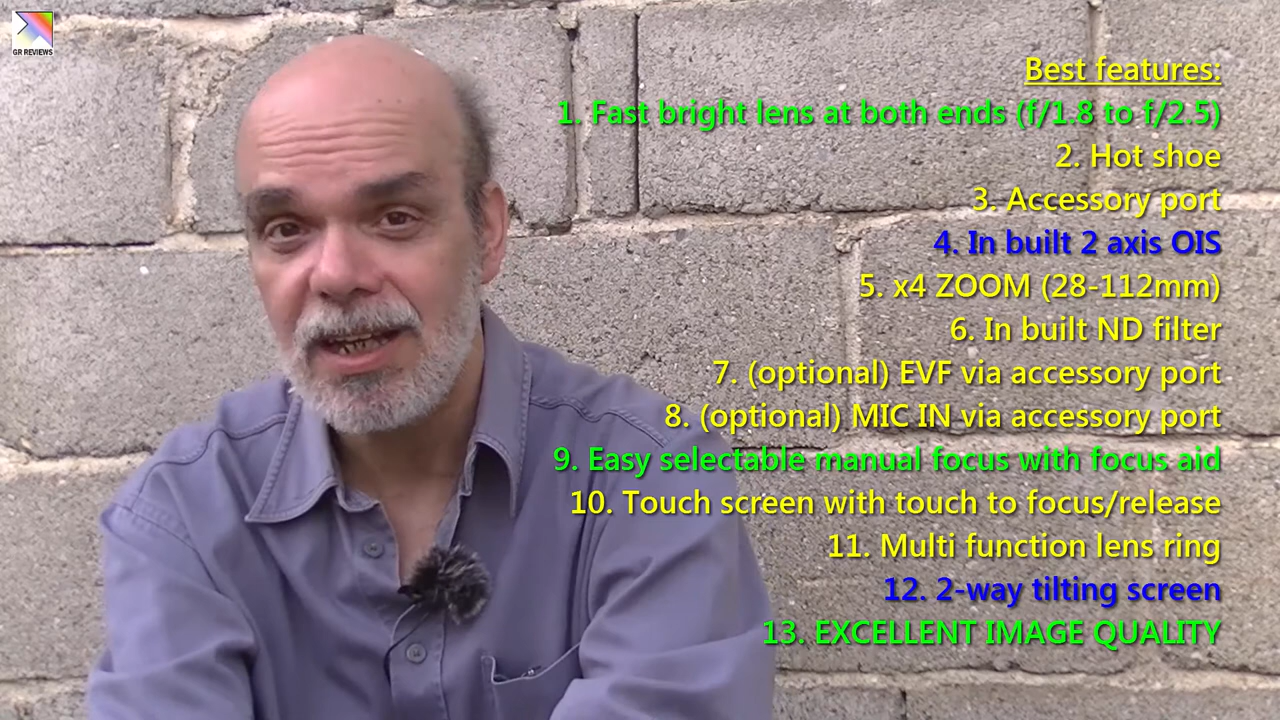 GR REVIEWS
Best features:
1. Fast bright lens at both ends (f/1.8 to f/2.5)
2. Hot shoe
3. Accessory port
4. In built 2 axis OIS
5. x4 ZOOM (28-112mm)
6. In built ND filter
7. (optional) EVF via accessory port
8. (optional) MIC IN via accessory port
9. Easy selectable manual focus with focus aid
10. Touch screen with touch to focus/release
11. Multi function lens ring
12. 2-way tilting screen
13. EXCELLENT IMAGE QUALITY